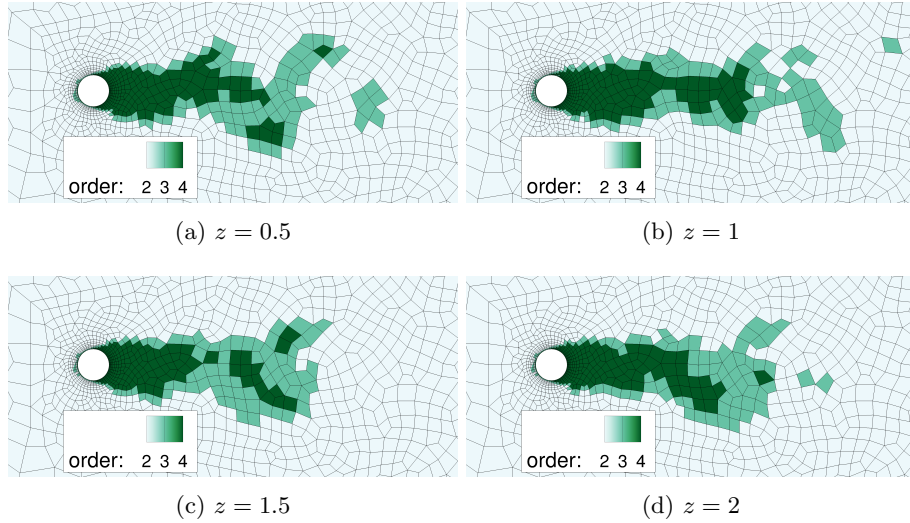 order: 2 3 4
order: 2 3 4
(a) z = 0.5
(b) z = 1
order: 2 3 4
order: 2 3 4
(c) z = 1.5
(d) z = 2